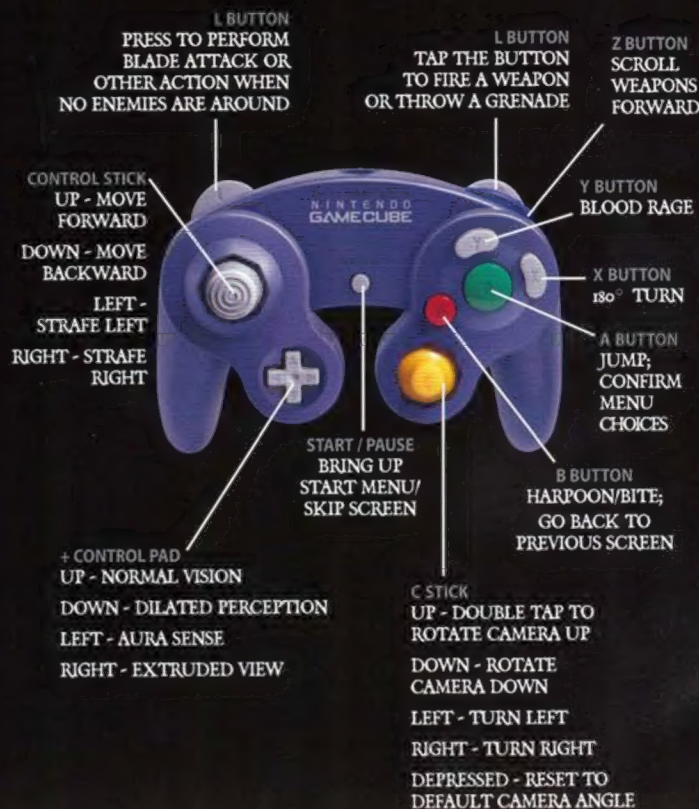 L BUTTON
PRESS TO PERFORM
BLADE ATTACK OR
OTHER ACTION WHEN
NO ENEMIES ARE AROUND
L BUTTON
TAP THE BUTTON
TO FIRE A WEAPON
OR THROW A GRENADE
Z BUTTON
SCROLL
WEAPONS
FORWARD
CONTROL STICK
UP - MOVE
FORWARD
DOWN - MOVE
BACKWARD
LEFT -
STRAFE LEFT
RIGHT - STRAFE
RIGHT
NINTENDO
GAMECUBE
Y BUTTON
BLOOD RAGE
Y
X BUTTON
180° TURN
A BUTTON
JUMP;
CONFIRM
MENU
CHOICES
START / PAUSE
BRING UP
START MENU/
SKIP SCREEN
B BUTTON
HARPOON/BITE;
GO BACK TO
PREVIOUS SCREEN
+ CONTROL PAD
UP - NORMAL VISION
DOWN - DILATED PERCEPTION
LEFT - AURA SENSE
RIGHT - EXTRUDED VIEW
C STICK
UP - DOUBLE TAP TO
ROTATE CAMERA UP
DOWN - ROTATE
CAMERA DOWN
LEFT - TURN LEFT
RIGHT - TURN RIGHT
DEPRESSED - RESET TO
DEFAULT CAMERA ANGLE